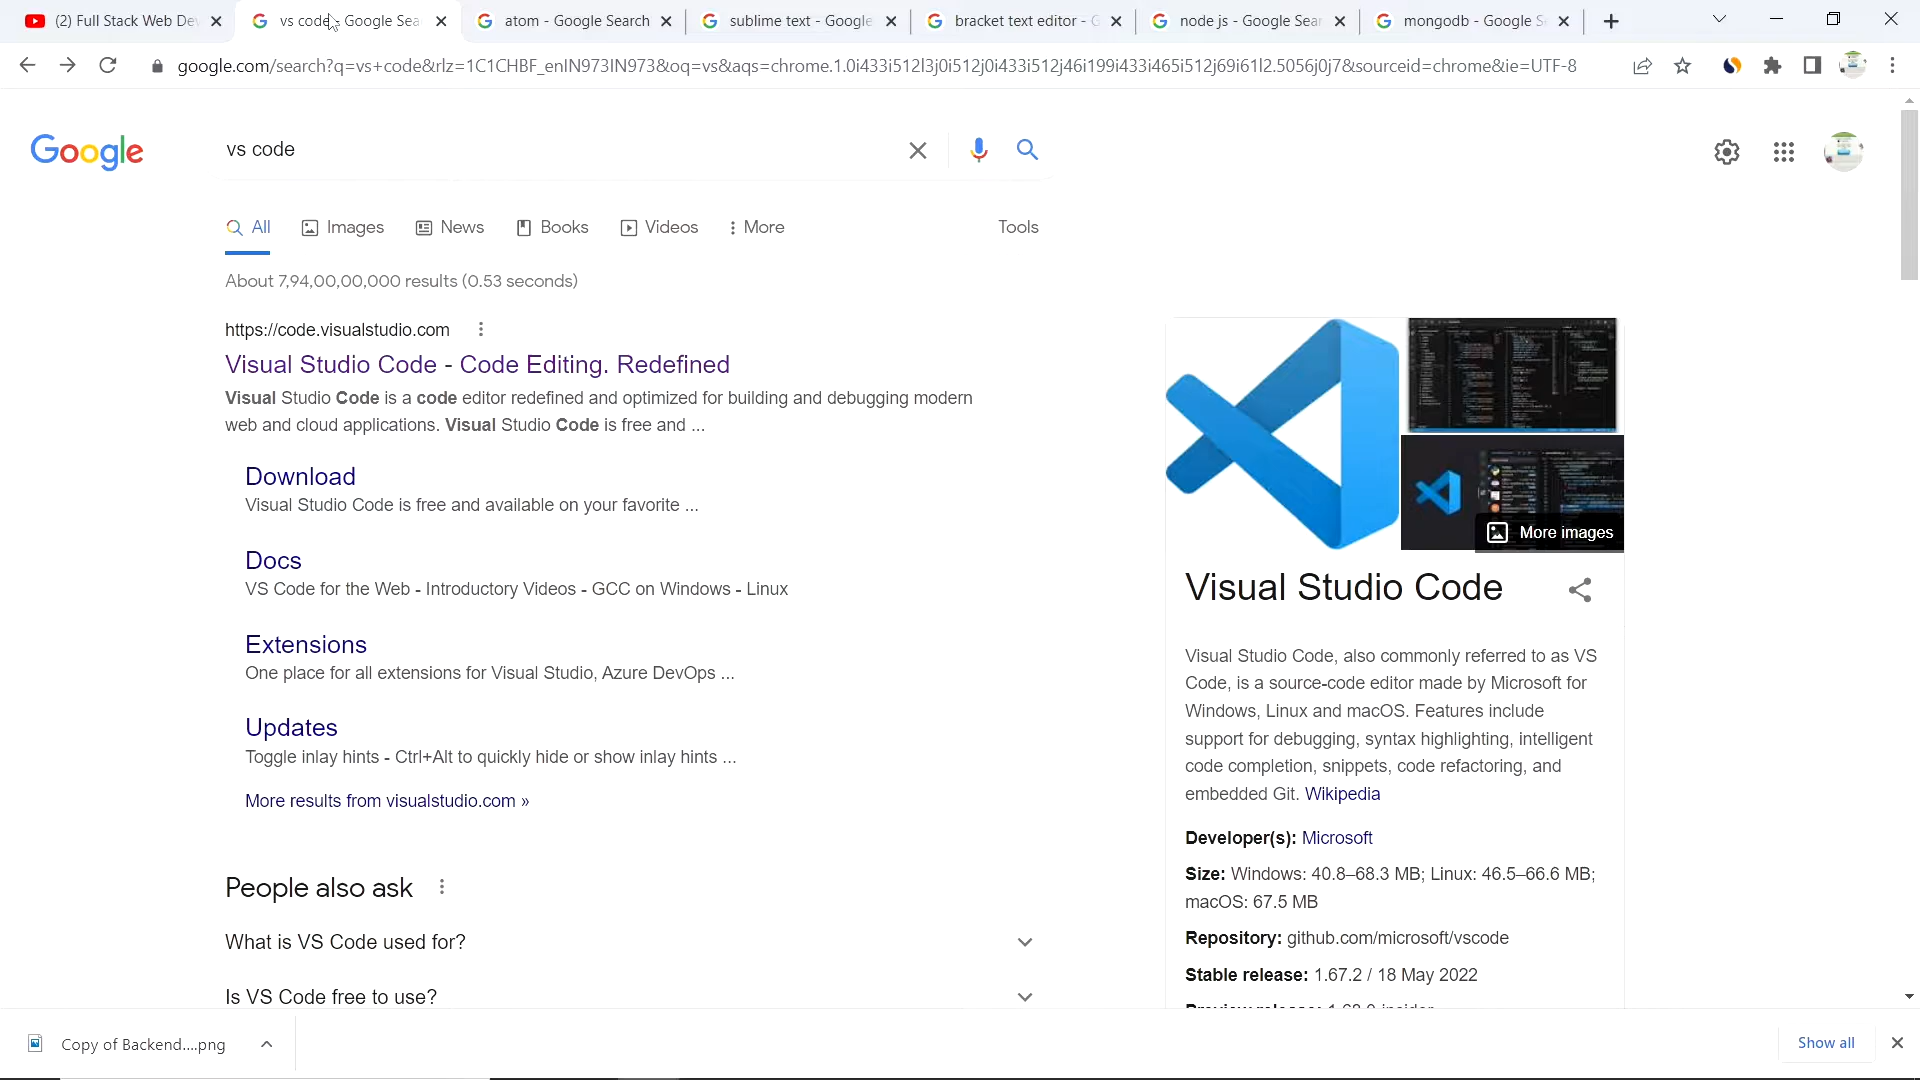 (2) Full Stack Web Dev
vs code - Google Sea
atom - Google Search
sublime text - Google
bracket text editor - G
node js - Google Sear
mongodb - Google S
google.com/search?q=vs+code&rlz=1C1CHBF_enIN973IN973&oq=vs&aqs=chrome.1.0i433i512l3j0i512j0i433i512j46i199i433i465i512j69i61l2.5056j0j7&sourceid=chrome&ie=UTF-8
Google
vs code
All
Images
News
Books
Videos
More
Tools
About 7,94,00,00,000 results (0.53 seconds)
https://code.visualstudio.com
Visual Studio Code - Code Editing. Redefined
Visual Studio Code is a code editor redefined and optimized for building and debugging modern
web and cloud applications. Visual Studio Code is free and ...
Download
Visual Studio Code is free and available on your favorite ...
Docs
VS Code for the Web - Introductory Videos - GCC on Windows - Linux
Extensions
One place for all extensions for Visual Studio, Azure DevOps ...
Updates
Toggle inlay hints - Ctrl+Alt to quickly hide or show inlay hints ...
More results from visualstudio.com »
People also ask
What is VS Code used for?
Is VS Code free to use?
More images
Visual Studio Code
Visual Studio Code, also commonly referred to as VS
Code, is a source-code editor made by Microsoft for
Windows, Linux and macOS. Features include
support for debugging, syntax highlighting, intelligent
code completion, snippets, code refactoring, and
embedded Git. Wikipedia
Developer(s): Microsoft
Size: Windows: 40.8–68.3 MB; Linux: 46.5–66.6 MB;
macOS: 67.5 MB
Repository: github.com/microsoft/vscode
Stable release: 1.67.2 / 18 May 2022
Copy of Backend....png
Show all